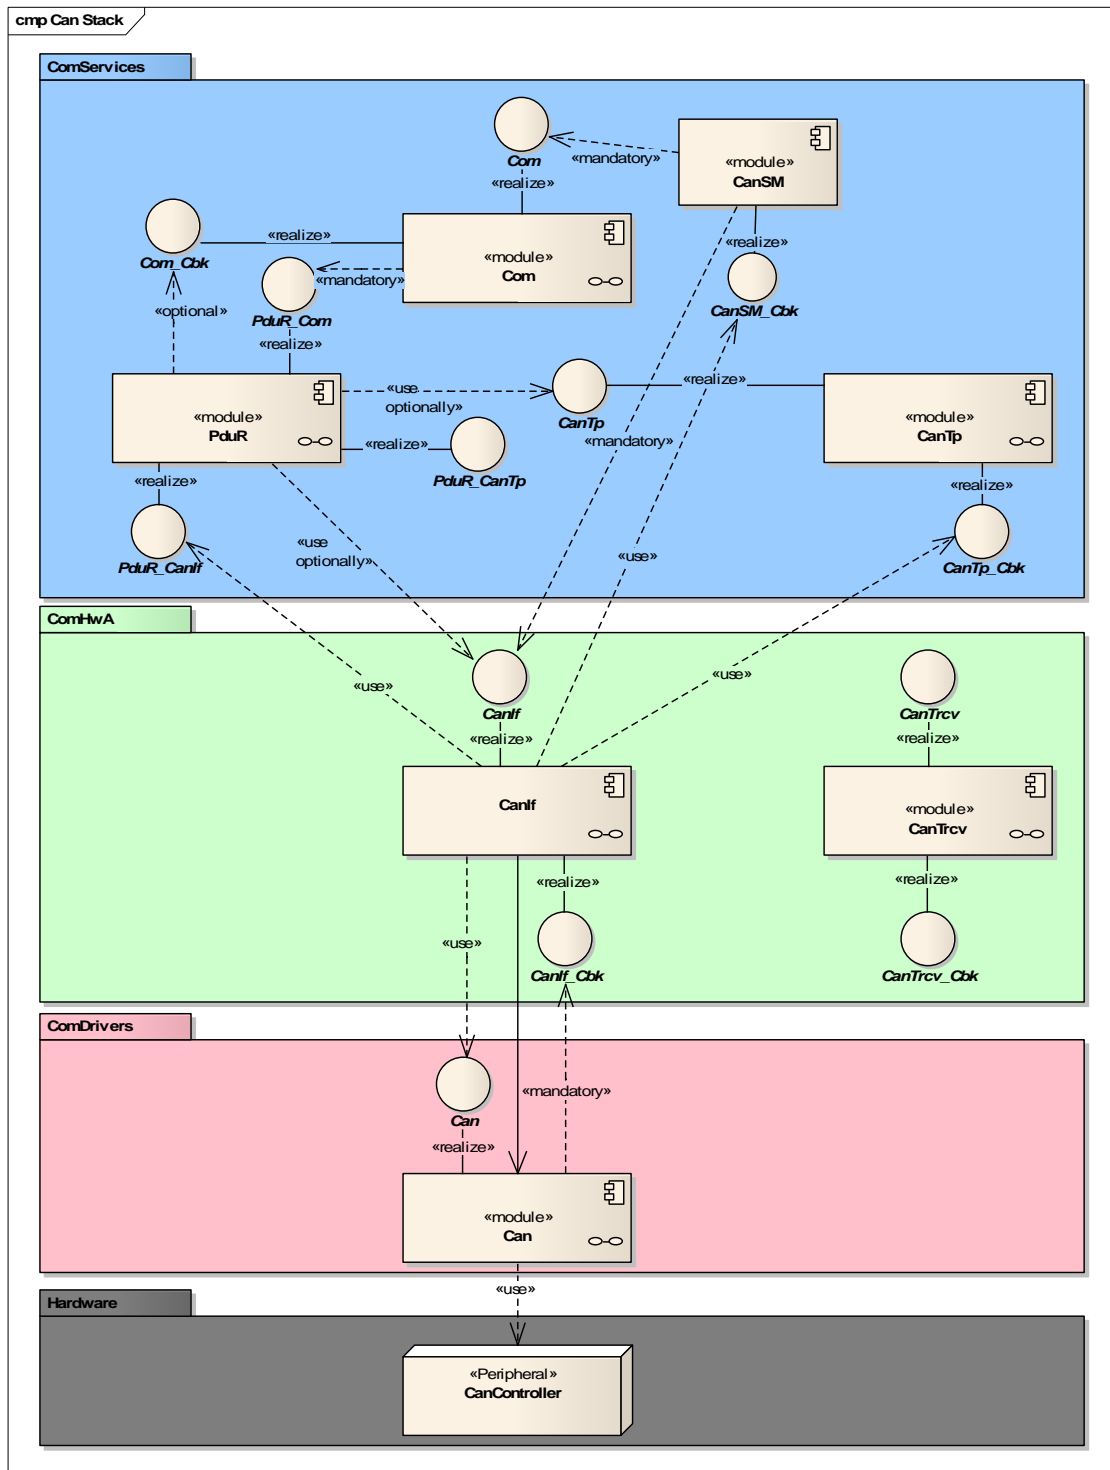 cmp Can Stack
ComServices
Com
«mandatory»
«module»
CanSM
«realize»
«realize»
Com_Cbk
«realize»
«module»
Com
«mandatory»
PduR_Com
«realize»
CanSM_Cbk
«optional»
«realize»
«module»
PduR
«use
optionally»
CanTp
«realize»
«module»
CanTp
«mandatory»
«realize»
PduR_CanTp
«realize»
PduR_CanIf
«use
optionally»
«use»
«realize»
CanTp_Cbk
ComHwA
«use»
CanIf
«realize»
«use»
CanTrcv
«realize»
CanIf
«module»
CanTrcv
«realize»
«realize»
«use»
CanIf_Cbk
CanTrcv_Cbk
ComDrivers
Can
«mandatory»
«realize»
«module»
Can
«use»
Hardware
«Peripheral»
CanController